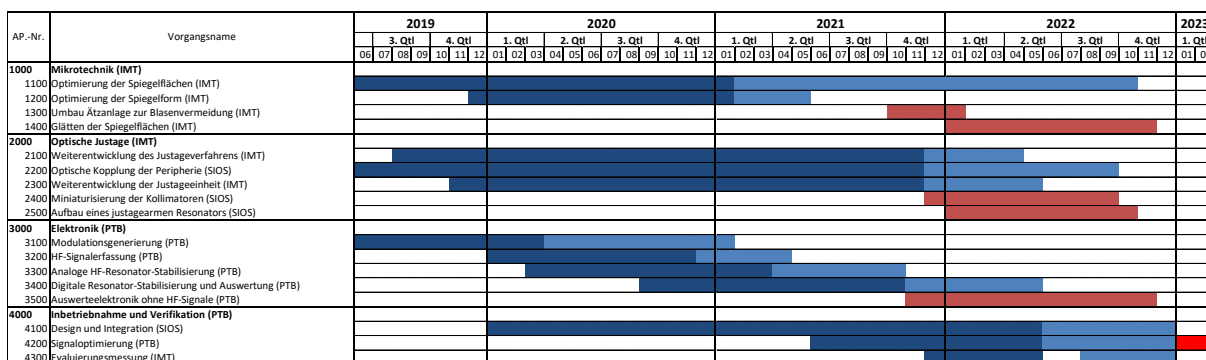 2019 2020 2021 2022 2023
AP.-Nr. Vorgangsname 3. Qtl 4. Qtl 1. Qtl 2. Qtl 3. Qtl 4. Qtl 1. Qtl 2. Qtl 3. Qtl 4. Qtl 1. Qtl 2. Qtl 3. Qtl 4. Qtl 1. Qtl
06 07 08 09 10 11 12 01 02 03 04 05 06 07 08 09 10 11 12 01 02 03 04 05 06 07 08 09 10 11 12 01 02 03 04 05 06 07 08 09 10 11 12 01
1000 Mikrotechnik (IMT)
1100 Optimierung der Spiegelflächen (IMT)
1200 Optimierung der Spiegelform (IMT)
1300 Umbau Ätzanlage zur Blasenvermeidung (IMT)
1400 Glätten der Spiegelflächen (IMT)
2000 Optische Justage (IMT)
2100 Weiterentwicklung des Justageverfahrens (IMT)
2200 Optische Kopplung der Peripherie (SIOS)
2300 Weiterentwicklung der Justageeinheit (IMT)
2400 Miniaturisierung der Kollimatoren (SIOS)
2500 Aufbau eines justagearmen Resonators (SIOS)
3000 Elektronik (PTB)
3100 Modulationsgenerierung (PTB)
3200 HF-Signalerfassung (PTB)
3300 Analoge HF-Resonator-Stabilisierung (PTB)
3400 Digitale Resonator-Stabilisierung und Auswertung (PTB)
3500 Auswerteelektronik ohne HF-Signale (PTB)
4000 Inbetriebnahme und Verifikation (PTB)
4100 Design und Integration (SIOS)
4200 Signaloptimierung (PTB)
4300 Evaluierungsmessung (IMT)